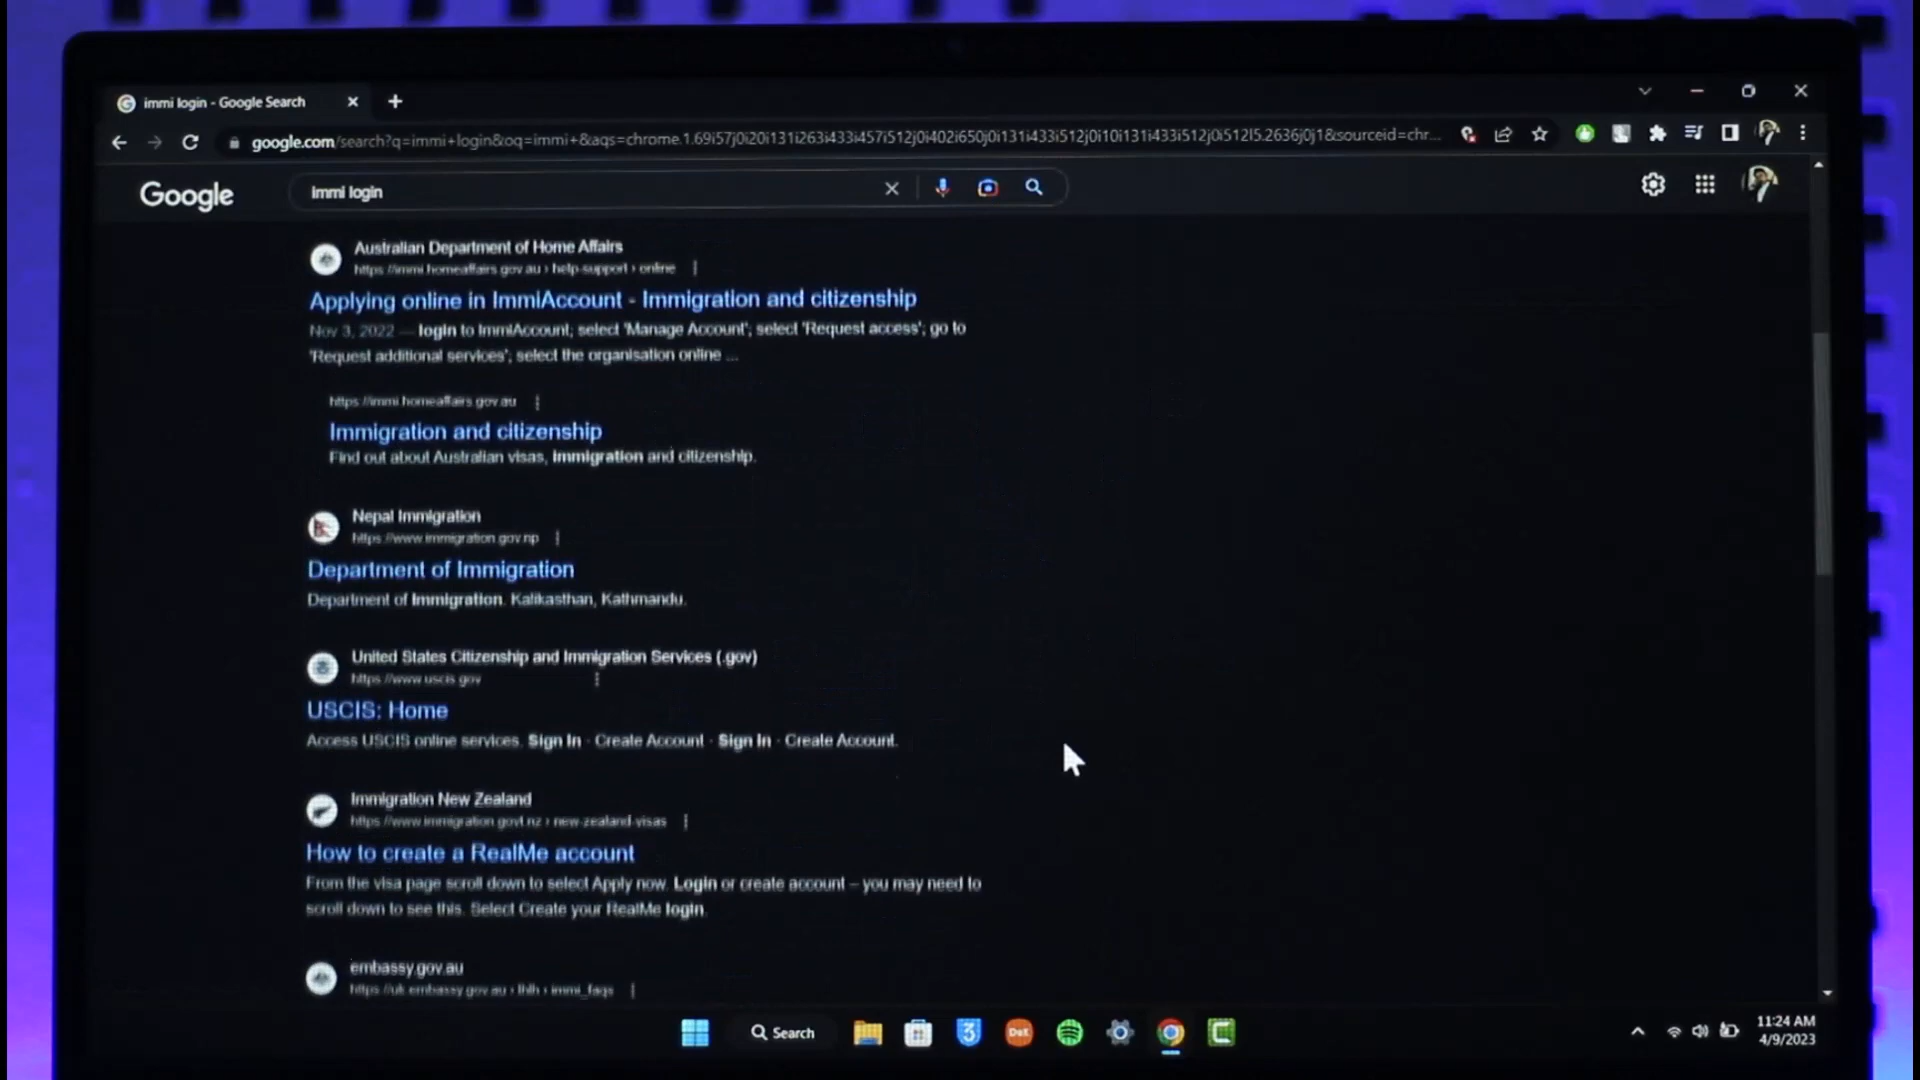 immi login - Google Search
google.com/search?q=immi+login&oq=immi+&aqs=chrome.1.69i57j0i20i131i263i433i457i512j0i402i650j0i131i433i512j0i10i131i433i512j0i512l5.2636j0j1&sourceid=chr...
Google
immi login
Australian Department of Home Affairs
https://immi.homeaffairs.gov.au › help-support › online
Applying online in ImmiAccount - Immigration and citizenship
Nov 3, 2022 — login to ImmiAccount; select 'Manage Account'; select 'Request access'; go to
'Request additional services'; select the organisation online ...
https://immi.homeaffairs.gov.au
Immigration and citizenship
Find out about Australian visas, immigration and citizenship.
Nepal Immigration
https://www.immigration.gov.np
Department of Immigration
Department of Immigration. Kalikasthan, Kathmandu.
United States Citizenship and Immigration Services (.gov)
https://www.uscis.gov
USCIS: Home
Access USCIS online services. Sign In · Create Account · Sign In · Create Account.
Immigration New Zealand
https://www.immigration.govt.nz › new-zealand-visas
How to create a RealMe account
From the visa page scroll down to select Apply now. Login or create account – you may need to
scroll down to see this. Select Create your RealMe login.
embassy.gov.au
https://uk.embassy.gov.au › lhlh › immi_faqs
Search
11:24 AM
4/9/2023